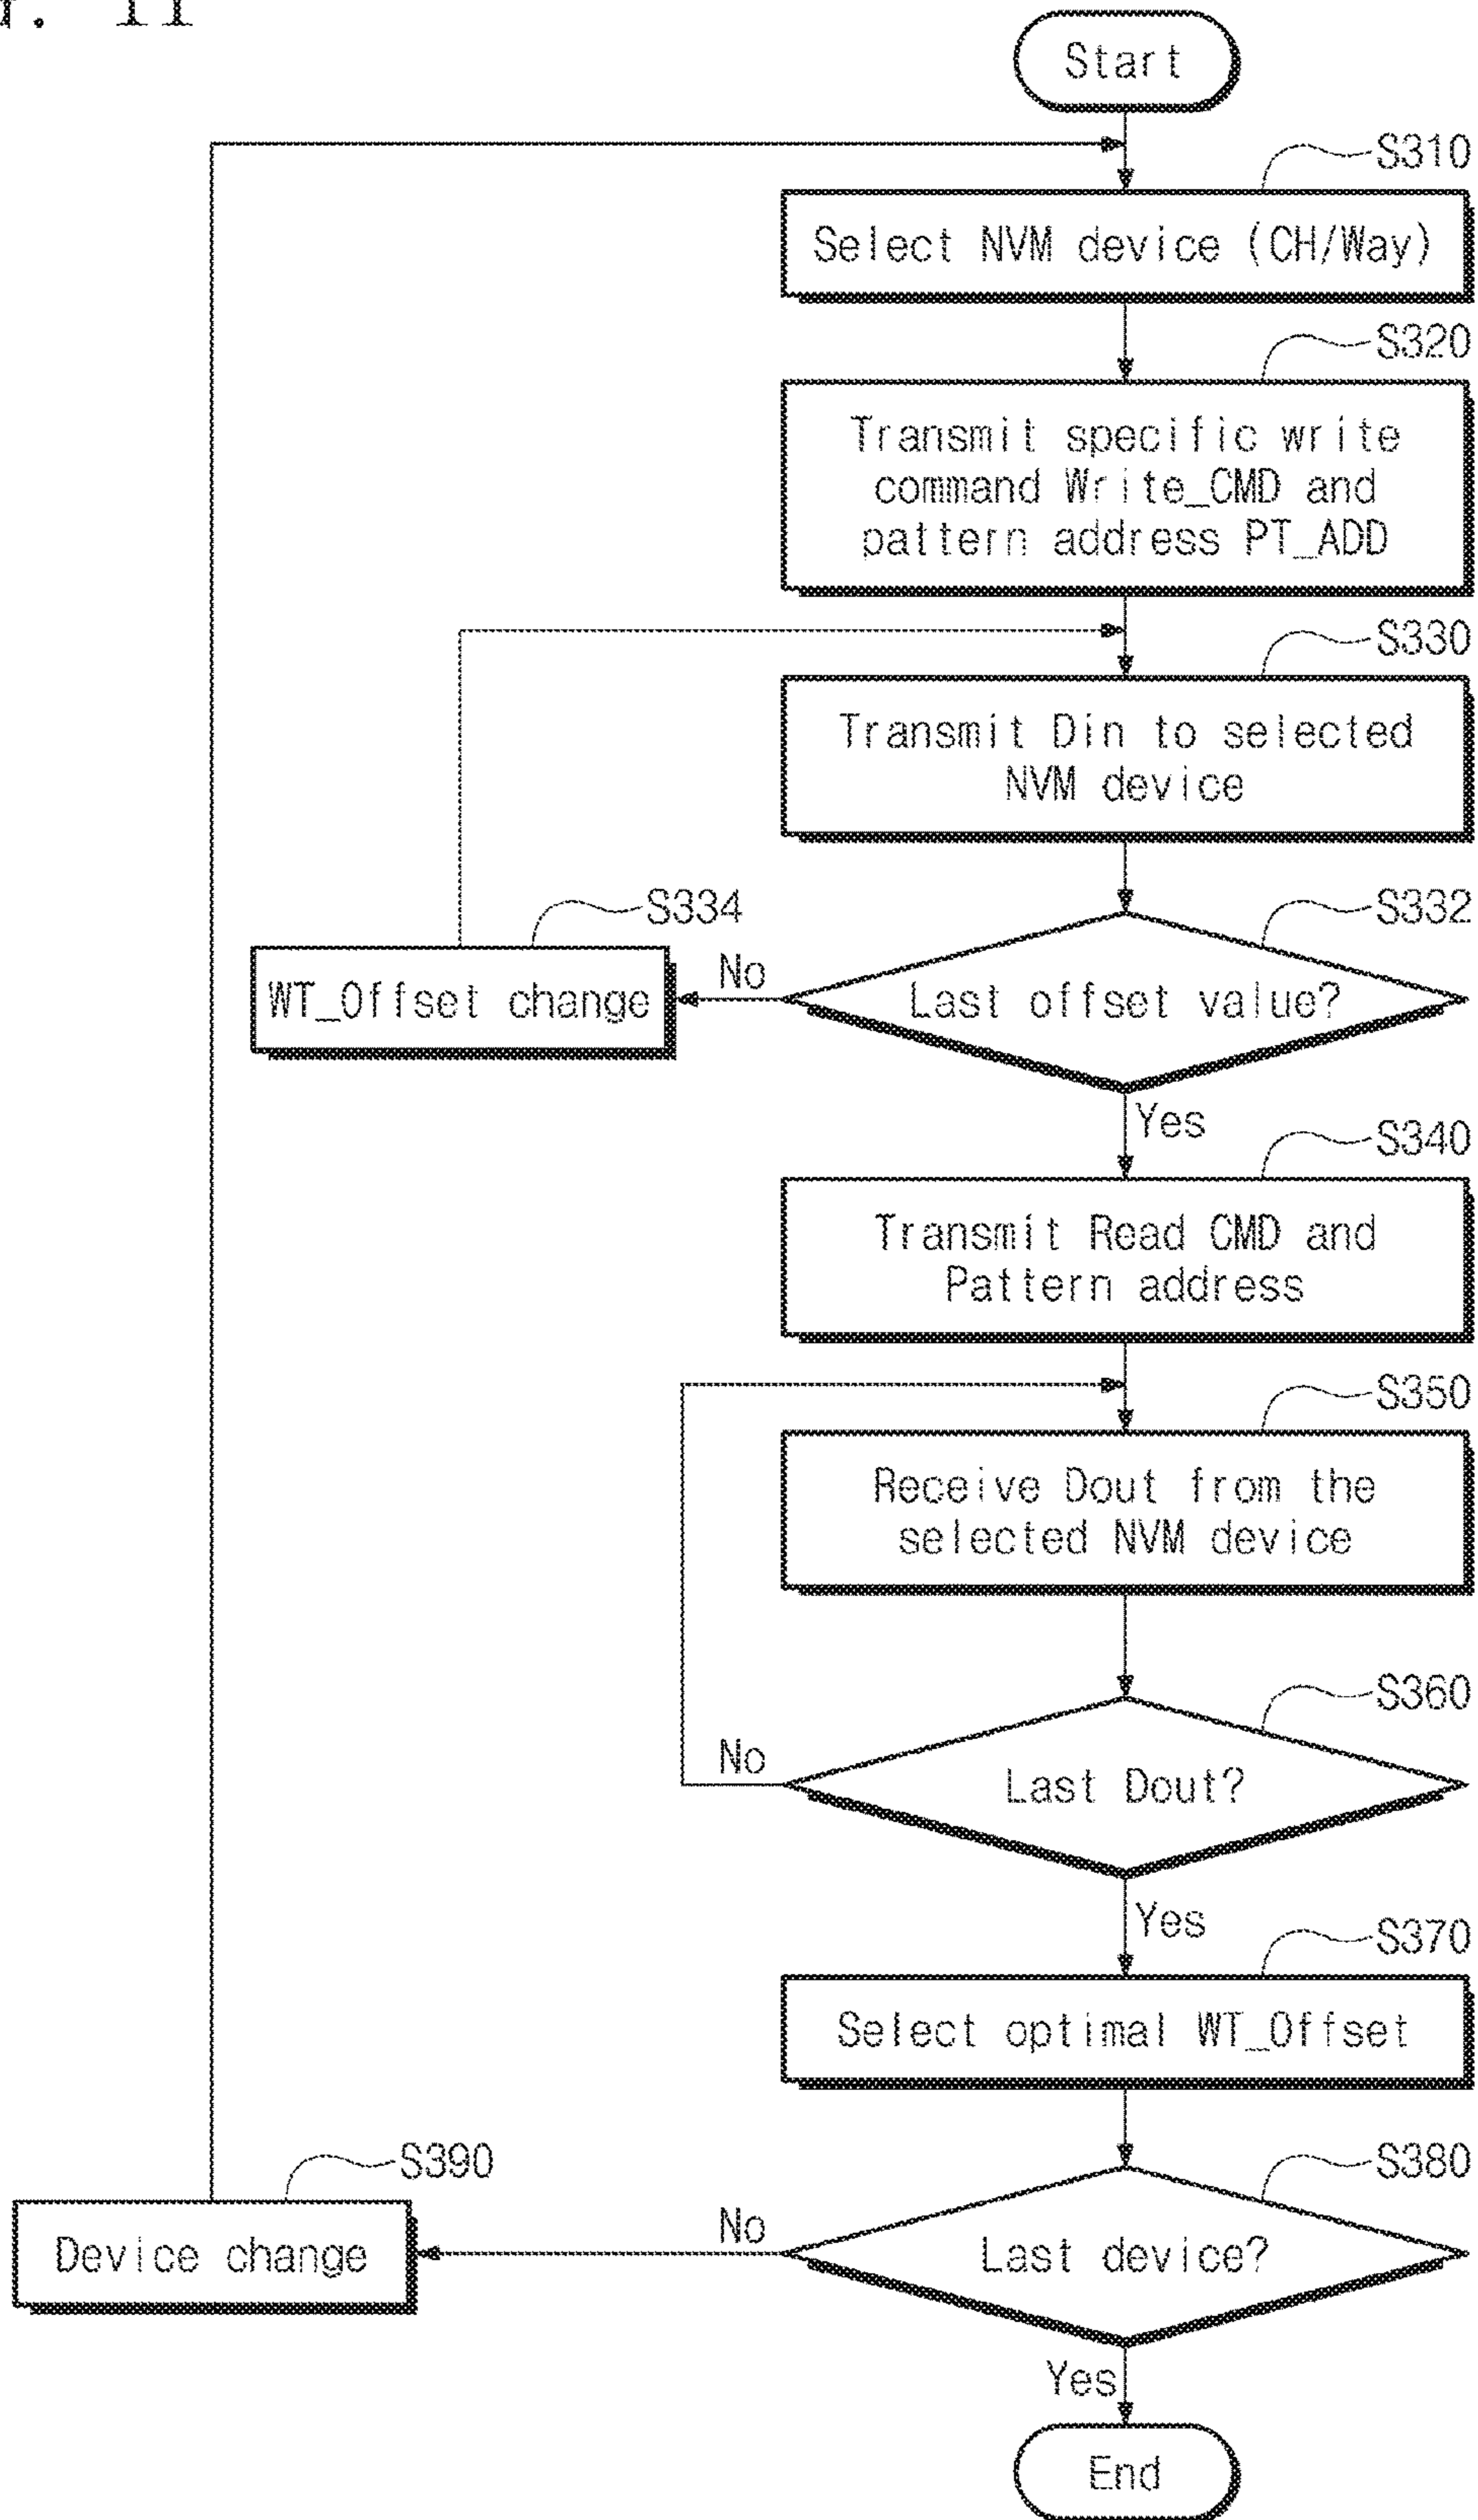 . 11
Start
S310
Select NVM device (CH/Way)
S320
Transmit specific write
command Write_CMD and
pattern address PT_ADD
S330
Transmit Din to selected
NVM device
S334
S332
WT_Offset change
No
Last offset value?
Yes
S340
Transmit Read CMD and
Pattern address
S350
Receive Dout from the
selected NVM device
S360
No
Last Dout?
Yes
S370
Select optimal WT_Offset
S390
S380
Device change
No
Last device?
Yes
End